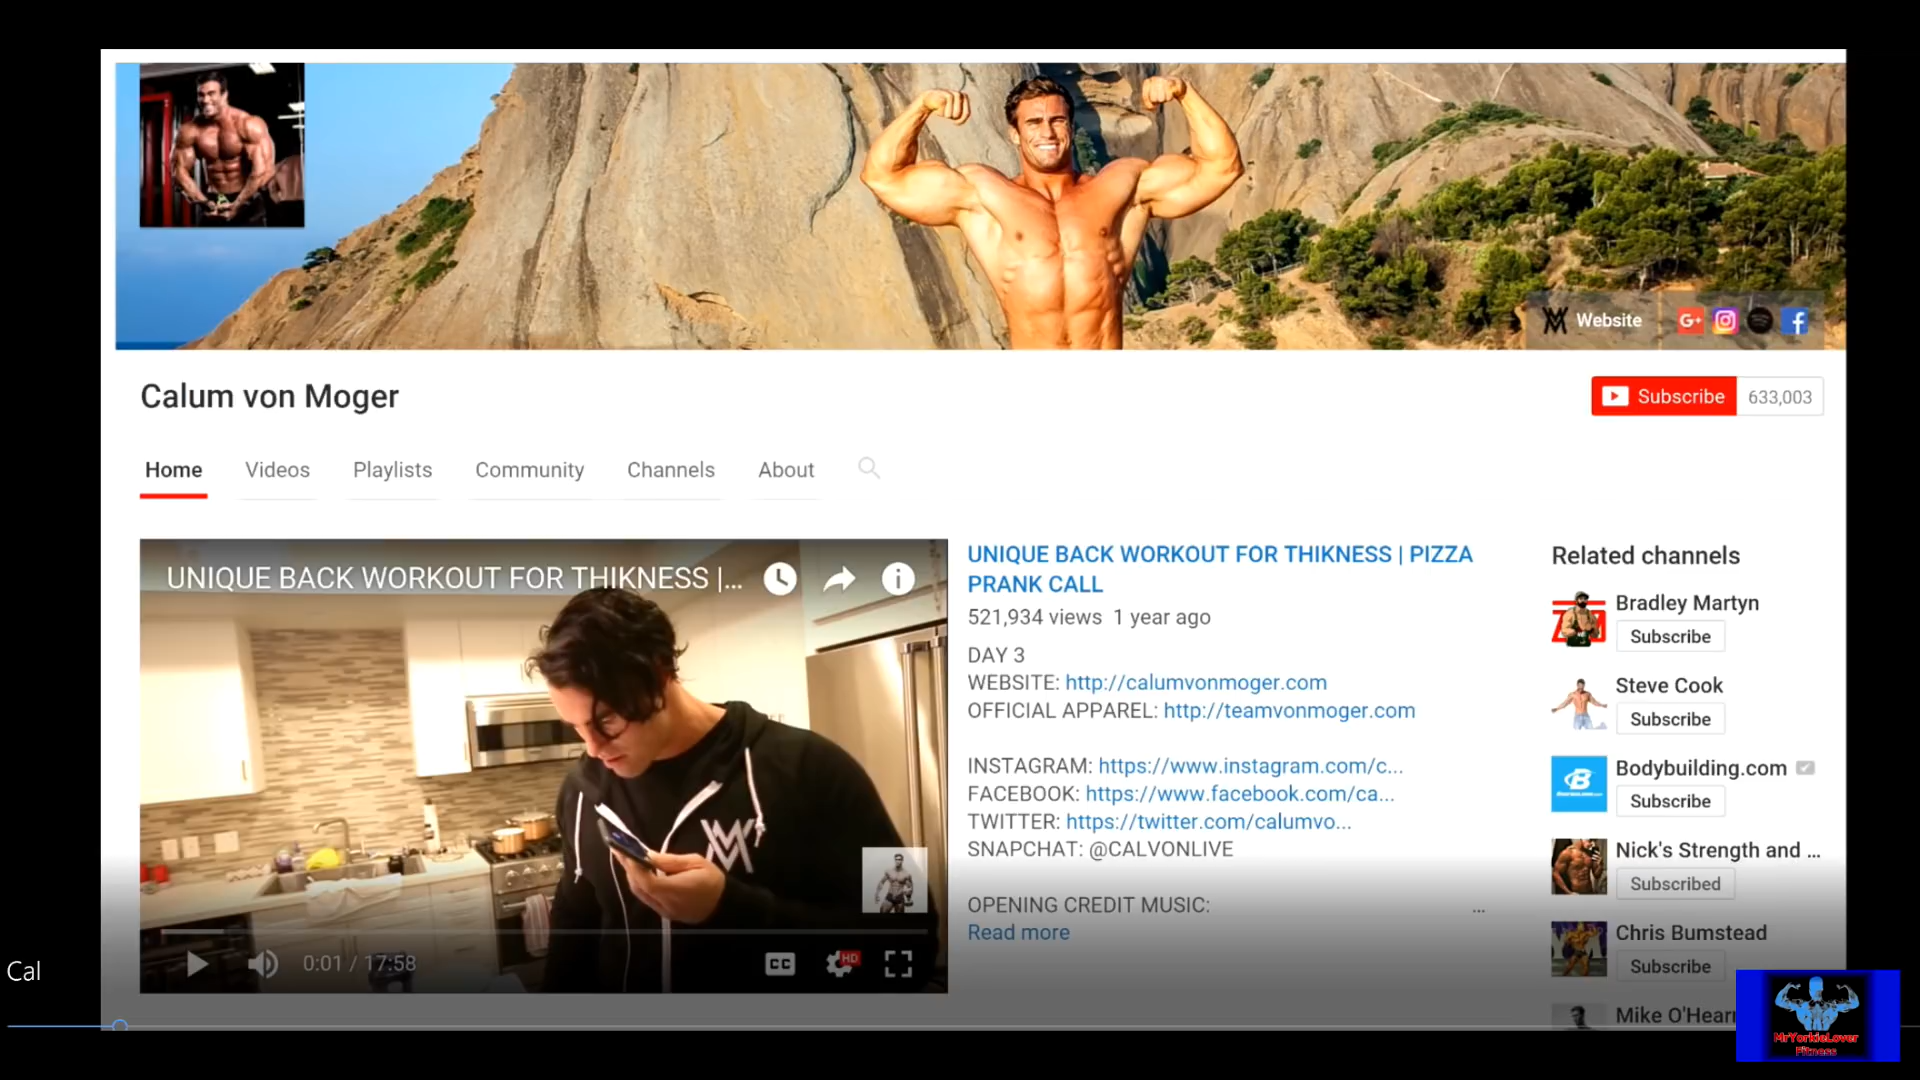 Website
G+
Calum von Moger
Subscribe 633,003
Home Videos Playlists Community Channels About
UNIQUE BACK WORKOUT FOR THIKNESS |...
0:01 / 17:58
CC
HD
UNIQUE BACK WORKOUT FOR THIKNESS | PIZZA
PRANK CALL
521,934 views 1 year ago
DAY 3
WEBSITE: http://calumvonmoger.com
OFFICIAL APPAREL: http://teamvonmoger.com
INSTAGRAM: https://www.instagram.com/c...
FACEBOOK: https://www.facebook.com/ca...
TWITTER: https://twitter.com/calumvo...
SNAPCHAT: @CALVONLIVE
OPENING CREDIT MUSIC: ...
Read more
Related channels
Bradley Martyn
Subscribe
Steve Cook
Subscribe
Bodybuilding.com
Subscribe
Nick's Strength and ...
Subscribed
Chris Bumstead
Subscribe
Mike O'Hearn
Cal
MrYorkieLover
Fitness